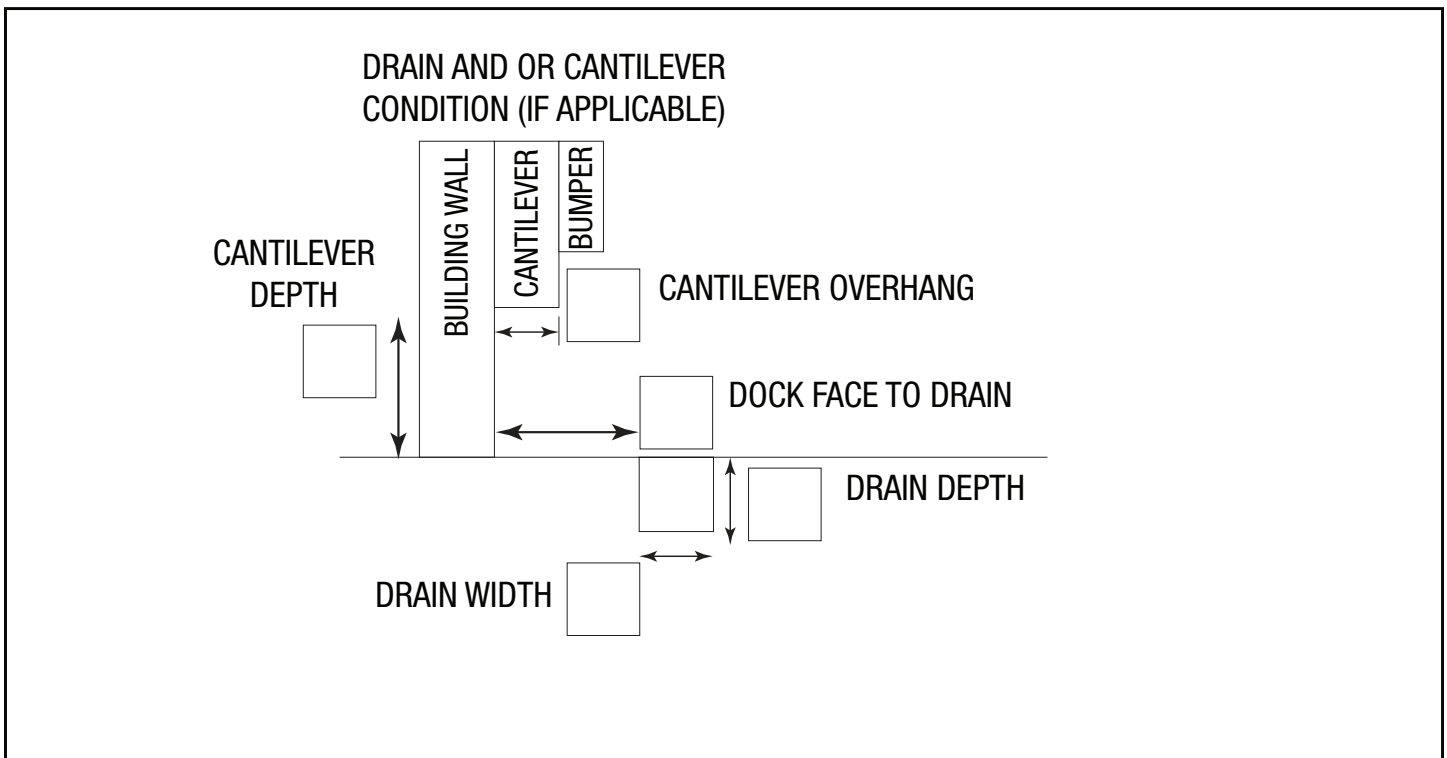 DRAIN AND OR CANTILEVER
CONDITION (IF APPLICABLE)
BUILDING WALL
CANTILEVER
BUMPER
CANTILEVER
DEPTH
CANTILEVER OVERHANG
DOCK FACE TO DRAIN
DRAIN DEPTH
DRAIN WIDTH